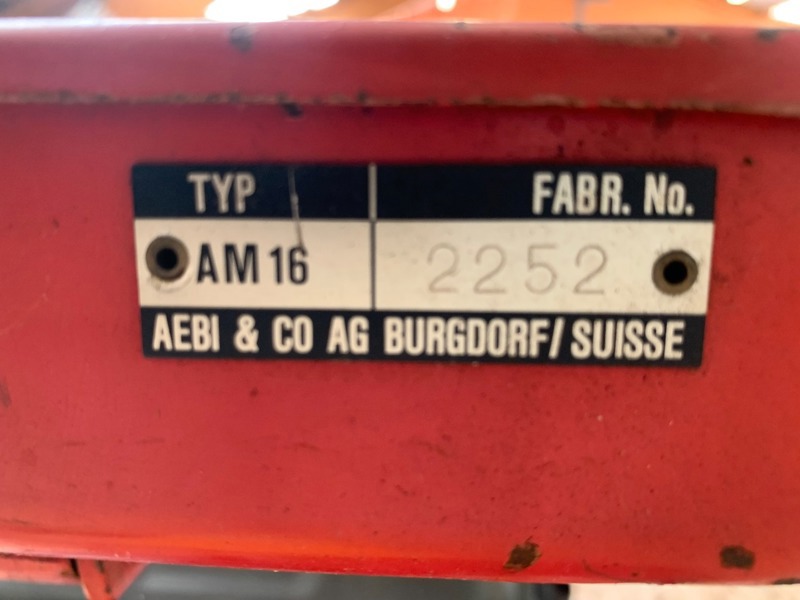 TYP FABR. No.
AM 16 2252
AEBI & CO AG BURGDORF/SUISSE